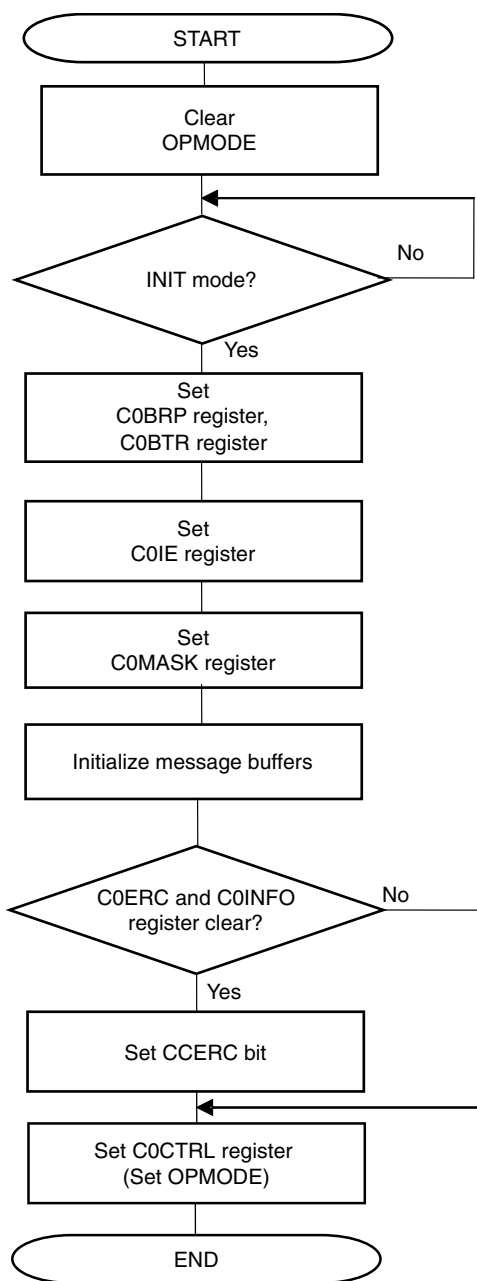 START
Clear
OPMODE
No
INIT mode?
Yes
Set
C0BRP register,
C0BTR register
Set
C0IE register
Set
C0MASK register
Initialize message buffers
C0ERC and C0INFO
register clear?
No
Yes
Set CCERC bit
Set C0CTRL register
(Set OPMODE)
END